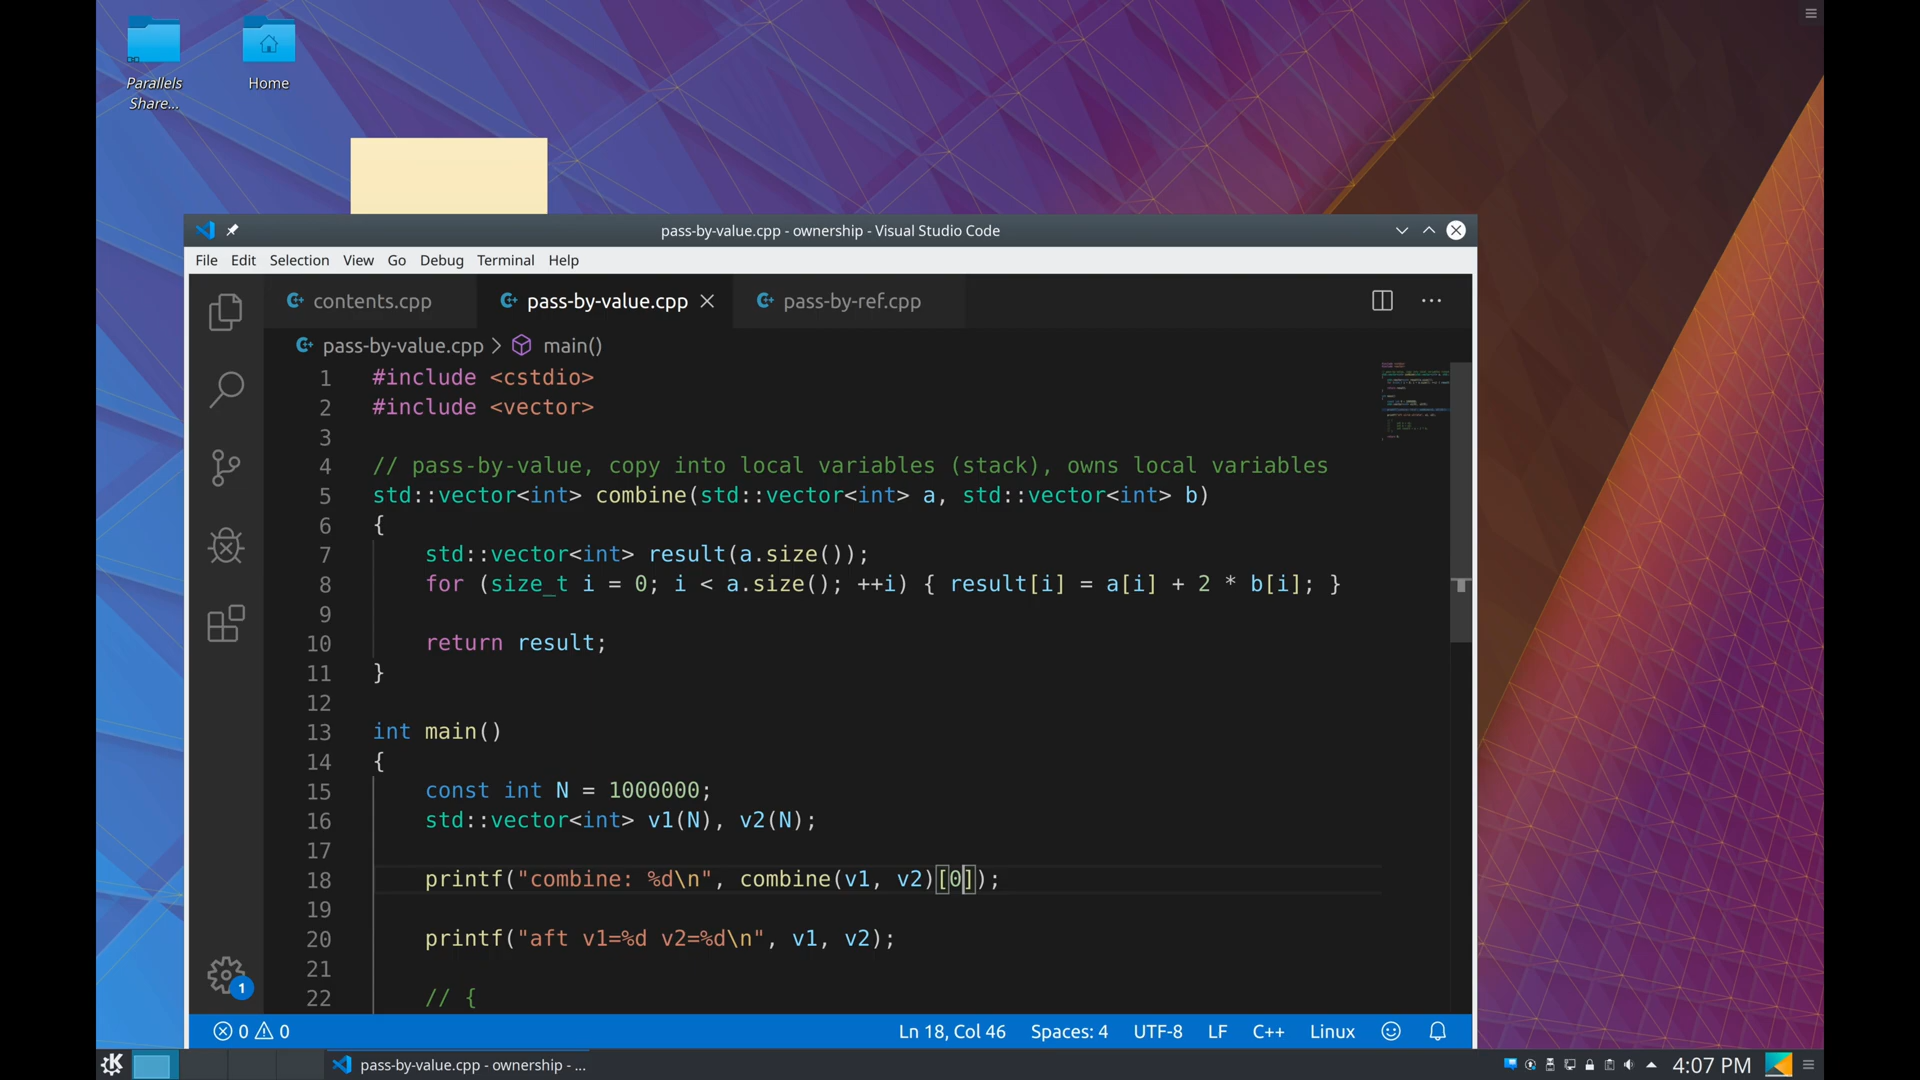 Parallels
Share...
Home
pass-by-value.cpp - ownership - Visual Studio Code
File Edit Selection View Go Debug Terminal Help
contents.cpp pass-by-value.cpp pass-by-ref.cpp ...
pass-by-value.cpp > main()
1 #include <cstdio>
2 #include <vector>
3
4 // pass-by-value, copy into local variables (stack), owns local variables
5 std::vector<int> combine(std::vector<int> a, std::vector<int> b)
6 {
7     std::vector<int> result(a.size());
8     for (size_t i = 0; i < a.size(); ++i) { result[i] = a[i] + 2 * b[i]; }
9
10     return result;
11 }
12
13 int main()
14 {
15     const int N = 1000000;
16     std::vector<int> v1(N), v2(N);
17
18     printf("combine: %d\n", combine(v1, v2)[0]);
19
20     printf("aft v1=%d v2=%d\n", v1, v2);
21
22     // {
1
0 0 Ln 18, Col 46 Spaces: 4 UTF-8 LF C++ Linux
pass-by-value.cpp - ownership - ... 4:07 PM